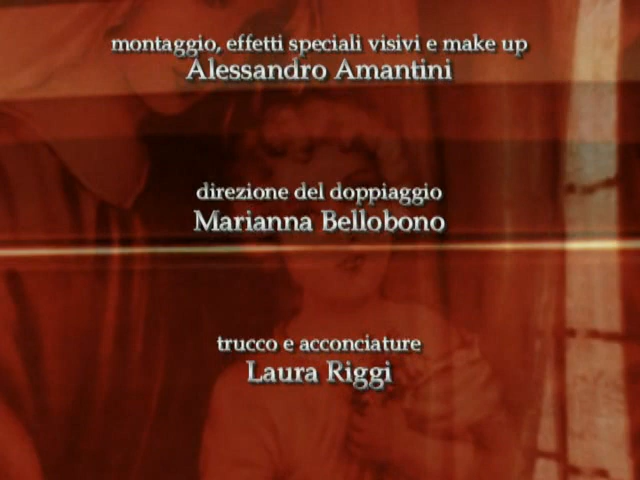 montaggio, effetti speciali visivi e make up
Alessandro Amantini
direzione del doppiaggio
Marianna Bellobono
trucco e acconciature
Laura Riggi